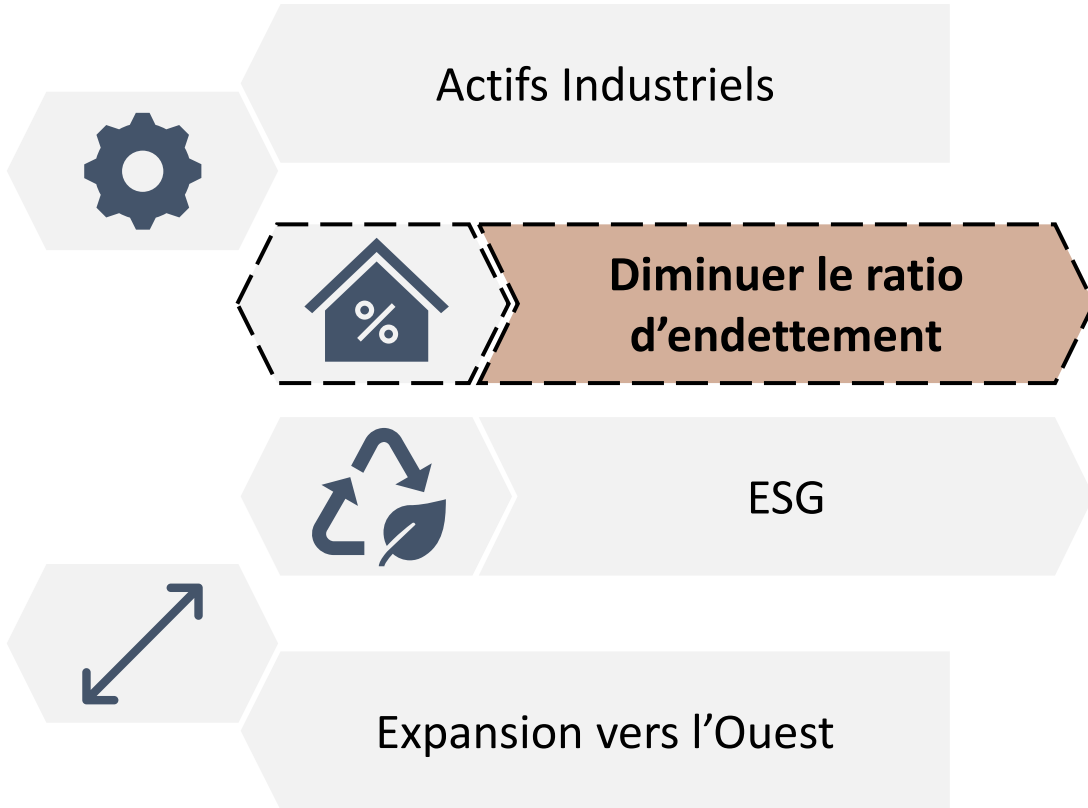 Actifs Industriels
%
Diminuer le ratio
d’endettement
ESG
Expansion vers l’Ouest